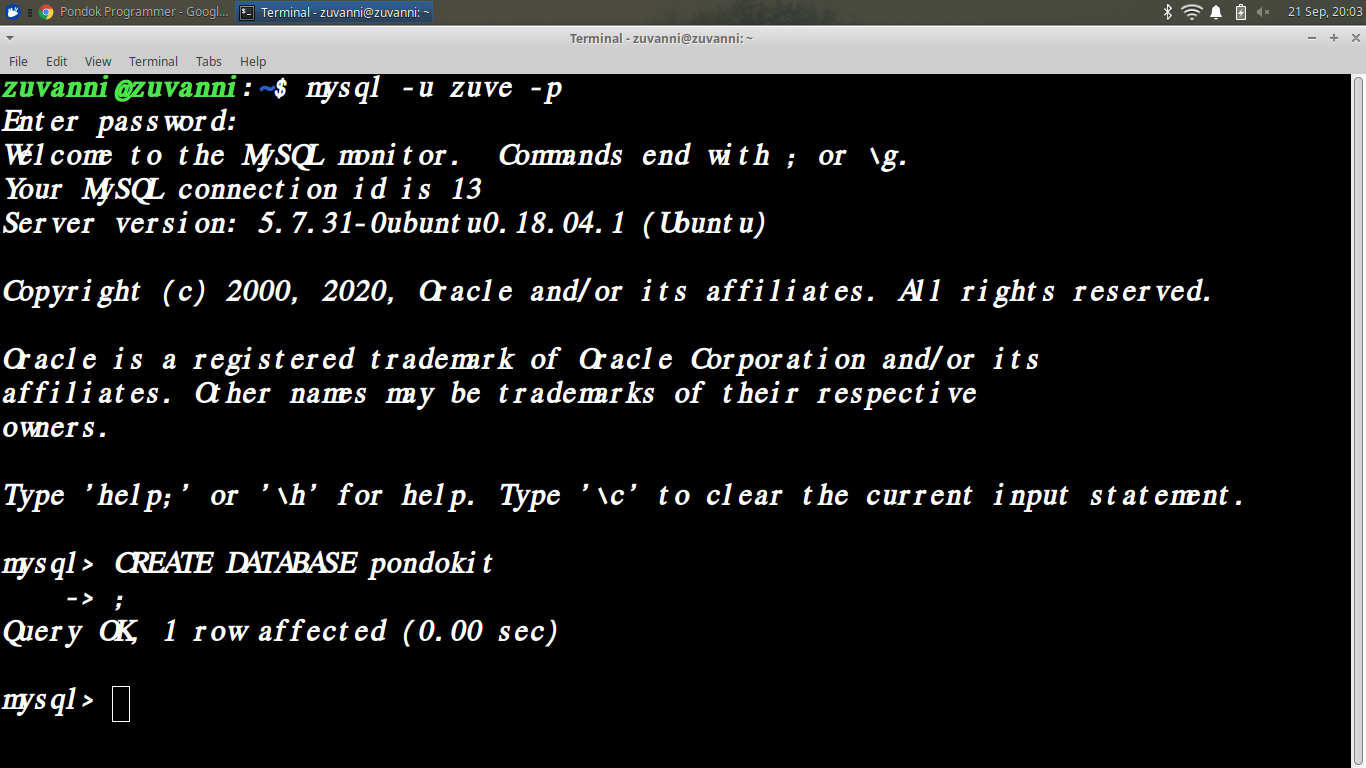 Pondok Programmer - Googl...
Terminal - zuvanni@zuvanni: ~
21 Sep, 20:03
Terminal - zuvanni@zuvanni: ~
File Edit View Terminal Tabs Help
zuvanni@zuvanni:~$ mysql -u zuve -p
Enter password:
Welcome to the MySQL monitor.  Commands end with ; or \g.
Your MySQL connection id is 13
Server version: 5.7.31-0ubuntu0.18.04.1 (Ubuntu)
Copyright (c) 2000, 2020, Oracle and/or its affiliates. All rights reserved.
Oracle is a registered trademark of Oracle Corporation and/or its
affiliates. Other names may be trademarks of their respective
owners.
Type 'help;' or '\h' for help. Type '\c' to clear the current input statement.
mysql> CREATE DATABASE pondokit
    -> ;
Query OK, 1 row affected (0.00 sec)
mysql>